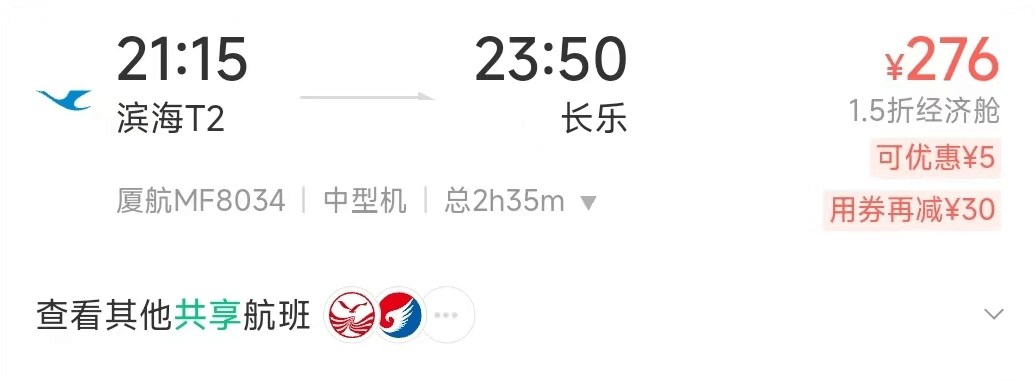 21:15 23:50 ¥276
滨海T2 长乐 1.5折经济舱
可优惠¥5
厦航MF8034 | 中型机 | 总2h35m ▼
用券再减¥30
查看其他共享航班